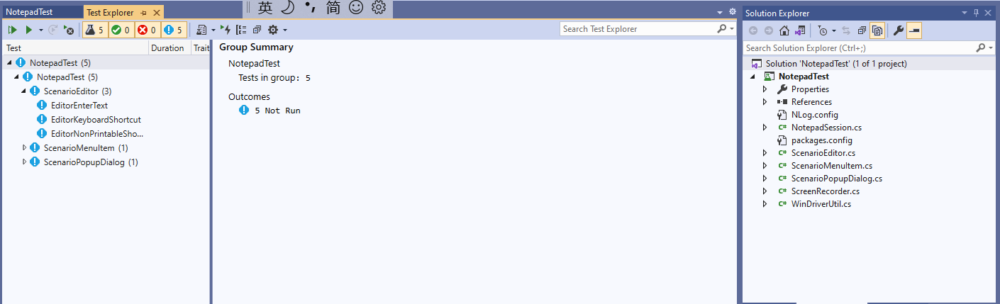 英 简
NotepadTest
Test Explorer
5 0 0 5
Search Test Explorer
Test Duration Trait
NotepadTest (5)
NotepadTest (5)
ScenarioEditor (3)
EditorEnterText
EditorKeyboardShortcut
EditorNonPrintableSho...
ScenarioMenuItem (1)
ScenarioPopupDialog (1)
Group Summary
NotepadTest
Tests in group: 5
Outcomes
5 Not Run
Solution Explorer
Search Solution Explorer (Ctrl+;)
Solution 'NotepadTest' (1 of 1 project)
NotepadTest
Properties
References
NLog.config
C# NotepadSession.cs
packages.config
C# ScenarioEditor.cs
C# ScenarioMenuItem.cs
C# ScenarioPopupDialog.cs
C# ScreenRecorder.cs
C# WinDriverUtil.cs